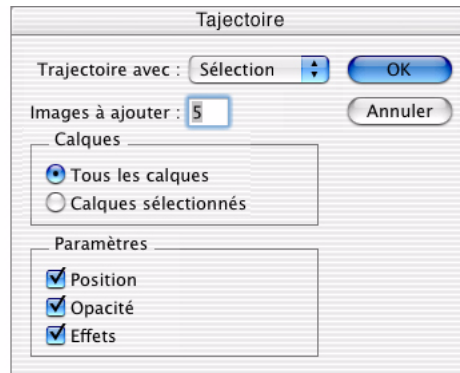 Tajectoire
Trajectoire avec : Sélection OK
Images à ajouter : 5 Annuler
Calques
Tous les calques
Calques sélectionnés
Paramètres
Position
Opacité
Effets